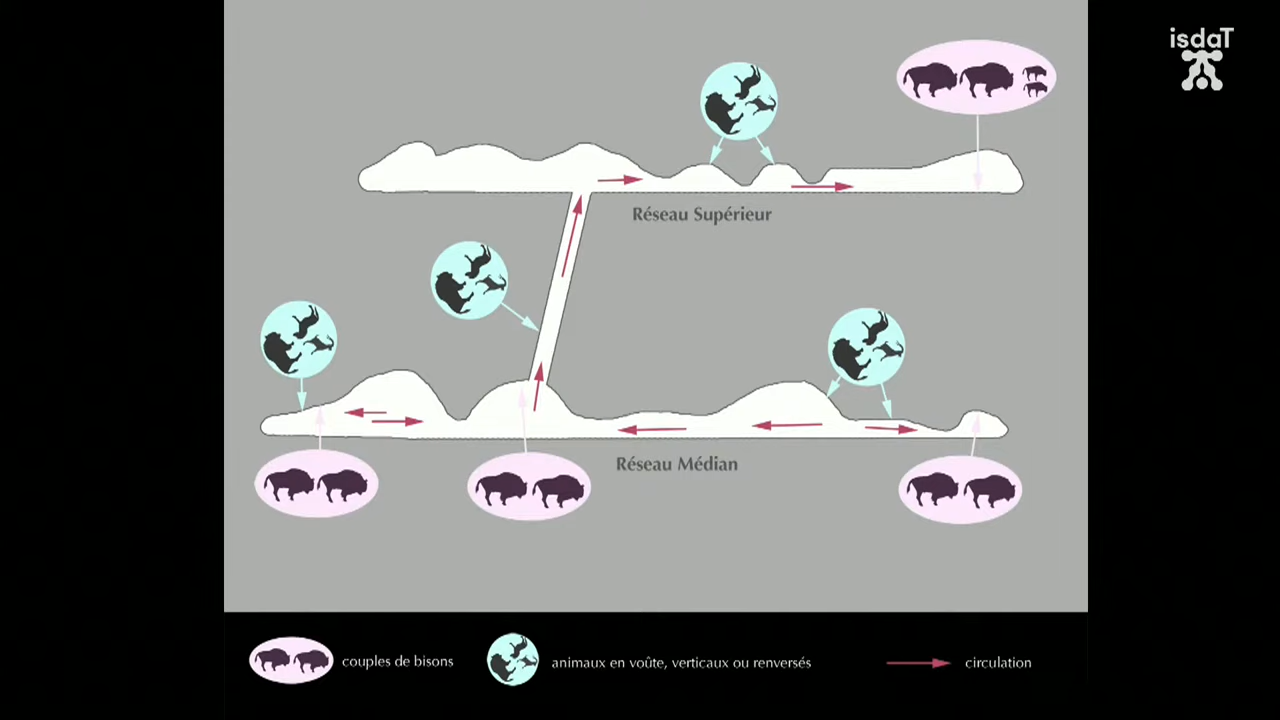 isdaT
Réseau Supérieur
Réseau Médian
couples de bisons
animaux en voûte, verticaux ou renversés
circulation